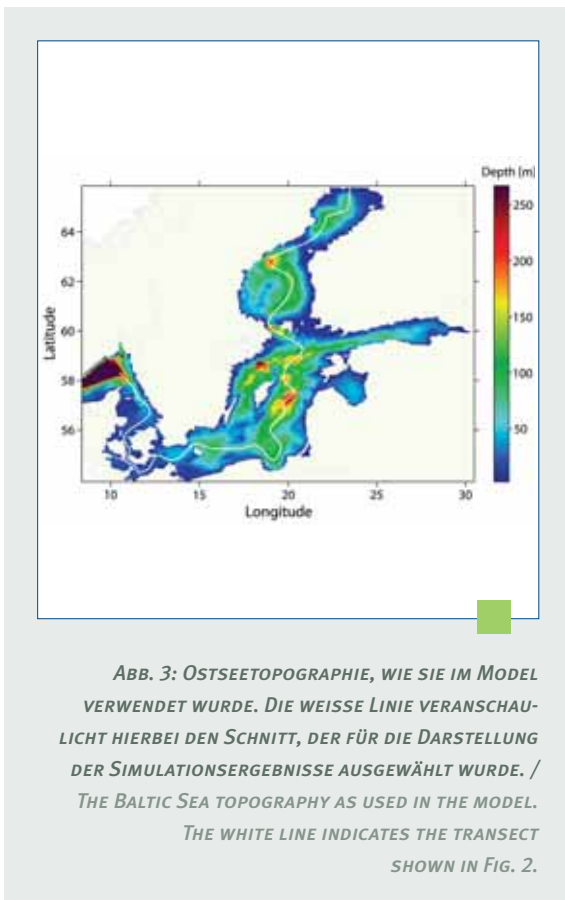 Depth [m]
250
200
150
100
50
64
62
60
58
56
Latitude
10 15 20 25 30
Longitude
ABB. 3: OSTSEETOPOGRAPHIE, WIE SIE IM MODEL
VERWENDET WURDE. DIE WEISSE LINIE VERANSCHAU-
LICHT HIERBEI DEN SCHNITT, DER FÜR DIE DARSTELLUNG
DER SIMULATIONSERGEBNISSE AUSGEWÄHLT WURDE. /
THE BALTIC SEA TOPOGRAPHY AS USED IN THE MODEL.
THE WHITE LINE INDICATES THE TRANSECT
SHOWN IN FIG. 2.